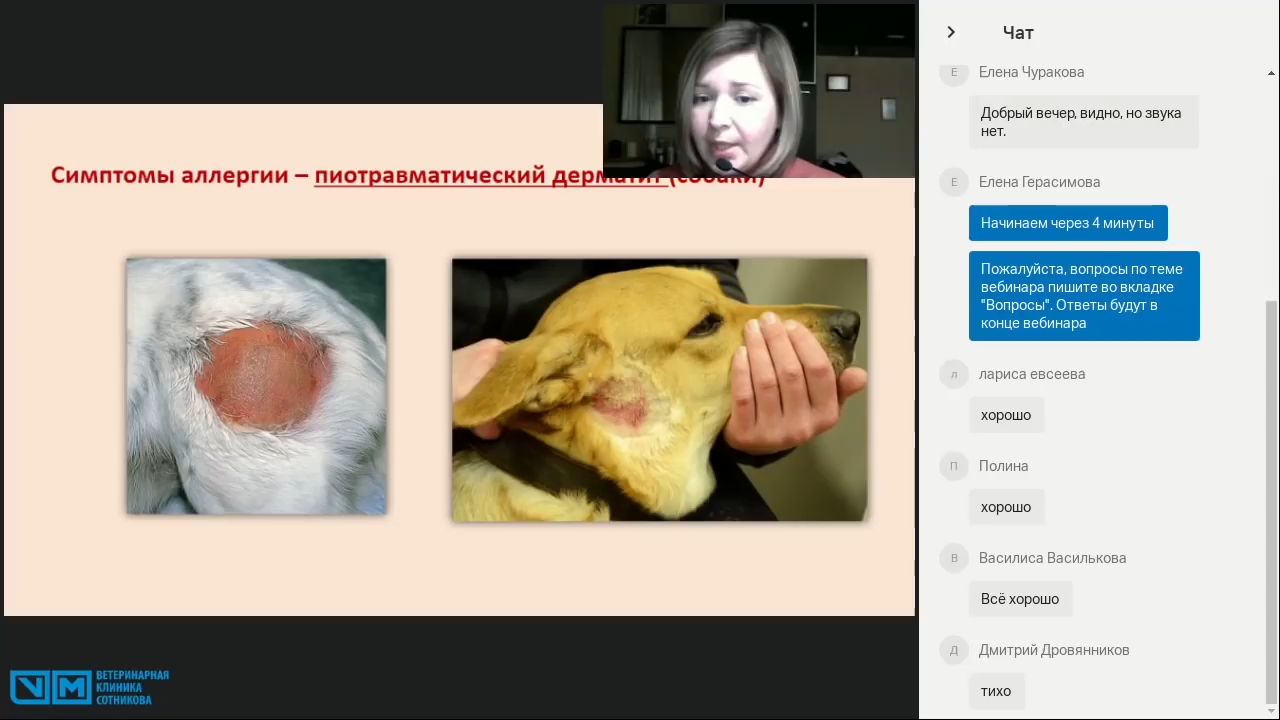 Симптомы аллергии – пиотравматический дерматит (собаки)
ВЕТЕРИНАРНАЯ
КЛИНИКА
СОТНИКОВА
Чат
Е
Елена Чуракова
Добрый вечер, видно, но звука
нет.
Е
Елена Герасимова
Начинаем через 4 минуты
Пожалуйста, вопросы по теме
вебинара пишите во вкладке
"Вопросы". Ответы будут в
конце вебинара
л
лариса евсеева
хорошо
П
Полина
хорошо
В
Василиса Василькова
Всё хорошо
Д
Дмитрий Дровянников
тихо